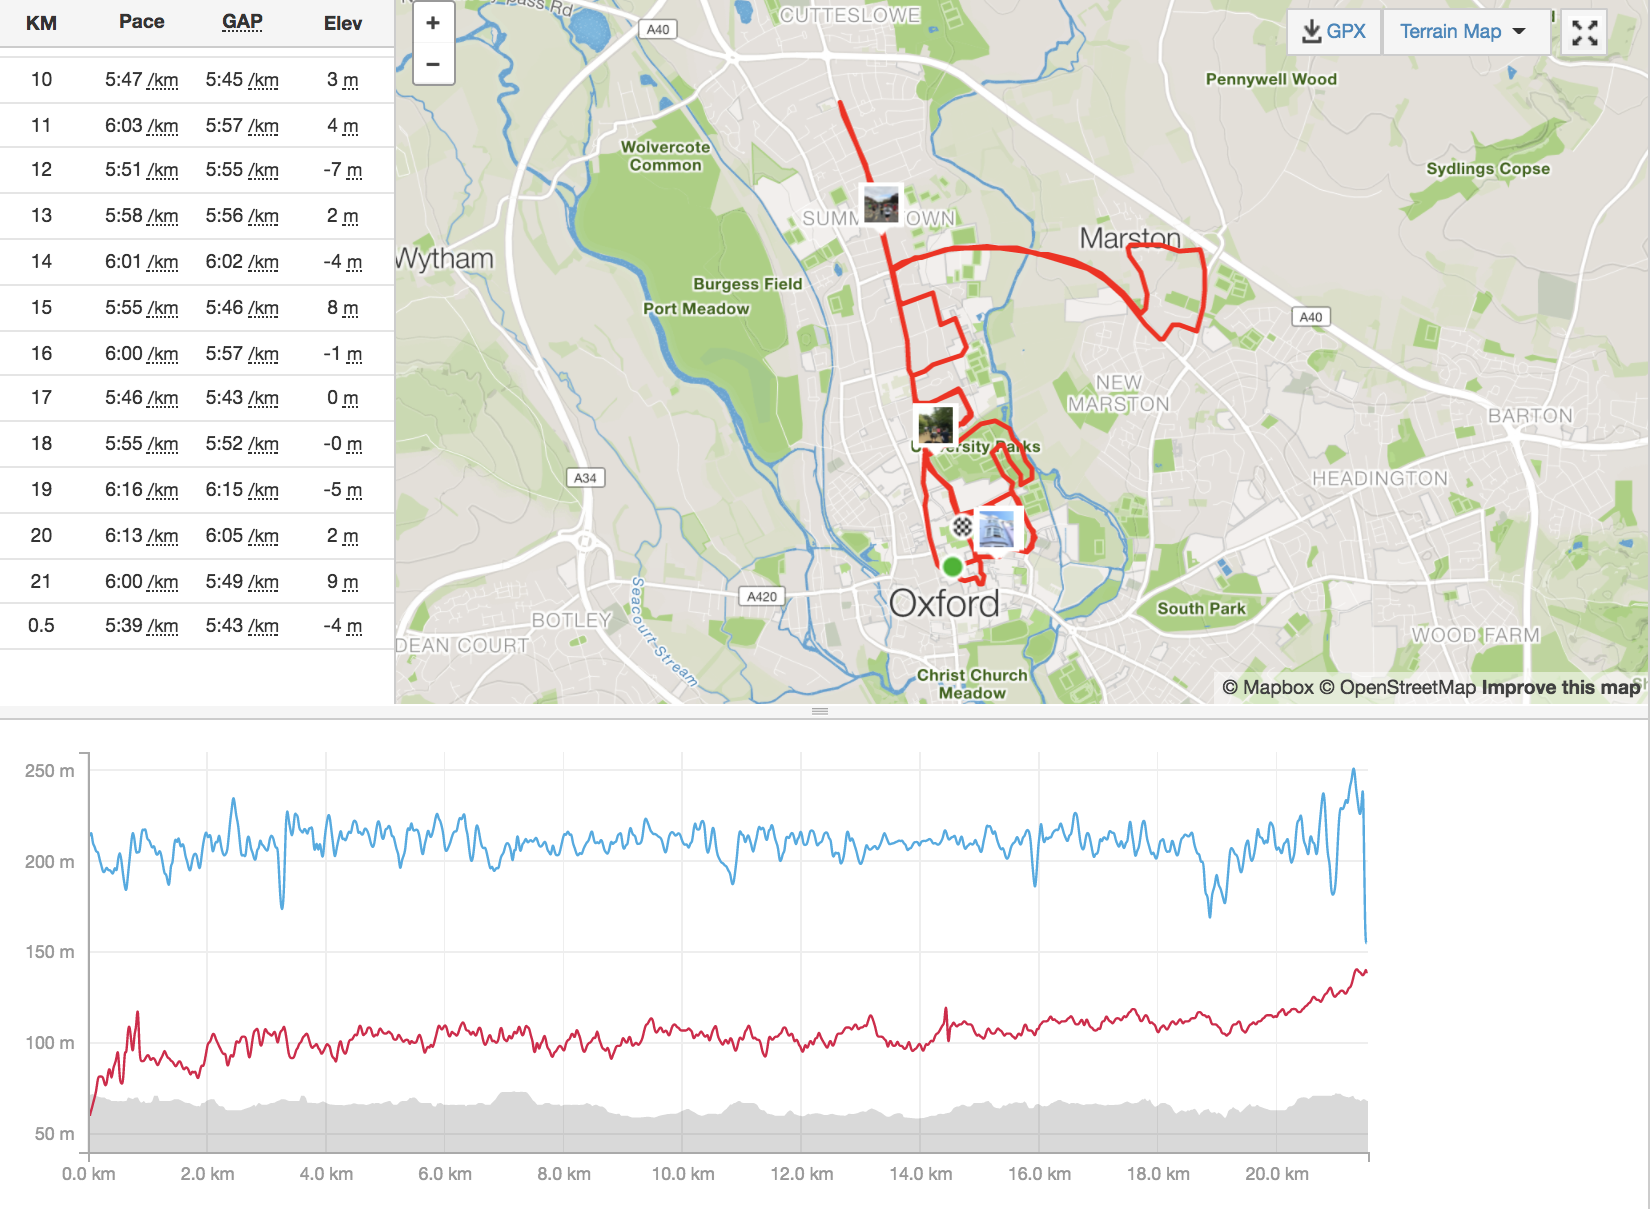 KM Pace GAP Elev
10 5:47 /km 5:45 /km 3 m
11 6:03 /km 5:57 /km 4 m
12 5:51 /km 5:55 /km -7 m
13 5:58 /km 5:56 /km 2 m
14 6:01 /km 6:02 /km -4 m
15 5:55 /km 5:46 /km 8 m
16 6:00 /km 5:57 /km -1 m
17 5:46 /km 5:43 /km 0 m
18 5:55 /km 5:52 /km -0 m
19 6:16 /km 6:15 /km -5 m
20 6:13 /km 6:05 /km 2 m
21 6:00 /km 5:49 /km 9 m
0.5 5:39 /km 5:43 /km -4 m
+
−
GPX
Terrain Map
Rd
CUTTESLOWE
A40
Pennywell Wood
Wolvercote
Common
Sydlings Copse
SUMM OWN
Marston
Wytham
Burgess Field
Port Meadow
A40
NEW
MARSTON
BARTON
University Parks
A34
HEADINGTON
A420
Oxford
South Park
BOTLEY
Seacourt Stream
DEAN COURT
WOOD FARM
Christ Church
Meadow
© Mapbox © OpenStreetMap Improve this map
250 m
200 m
150 m
100 m
50 m
0.0 km 2.0 km 4.0 km 6.0 km 8.0 km 10.0 km 12.0 km 14.0 km 16.0 km 18.0 km 20.0 km